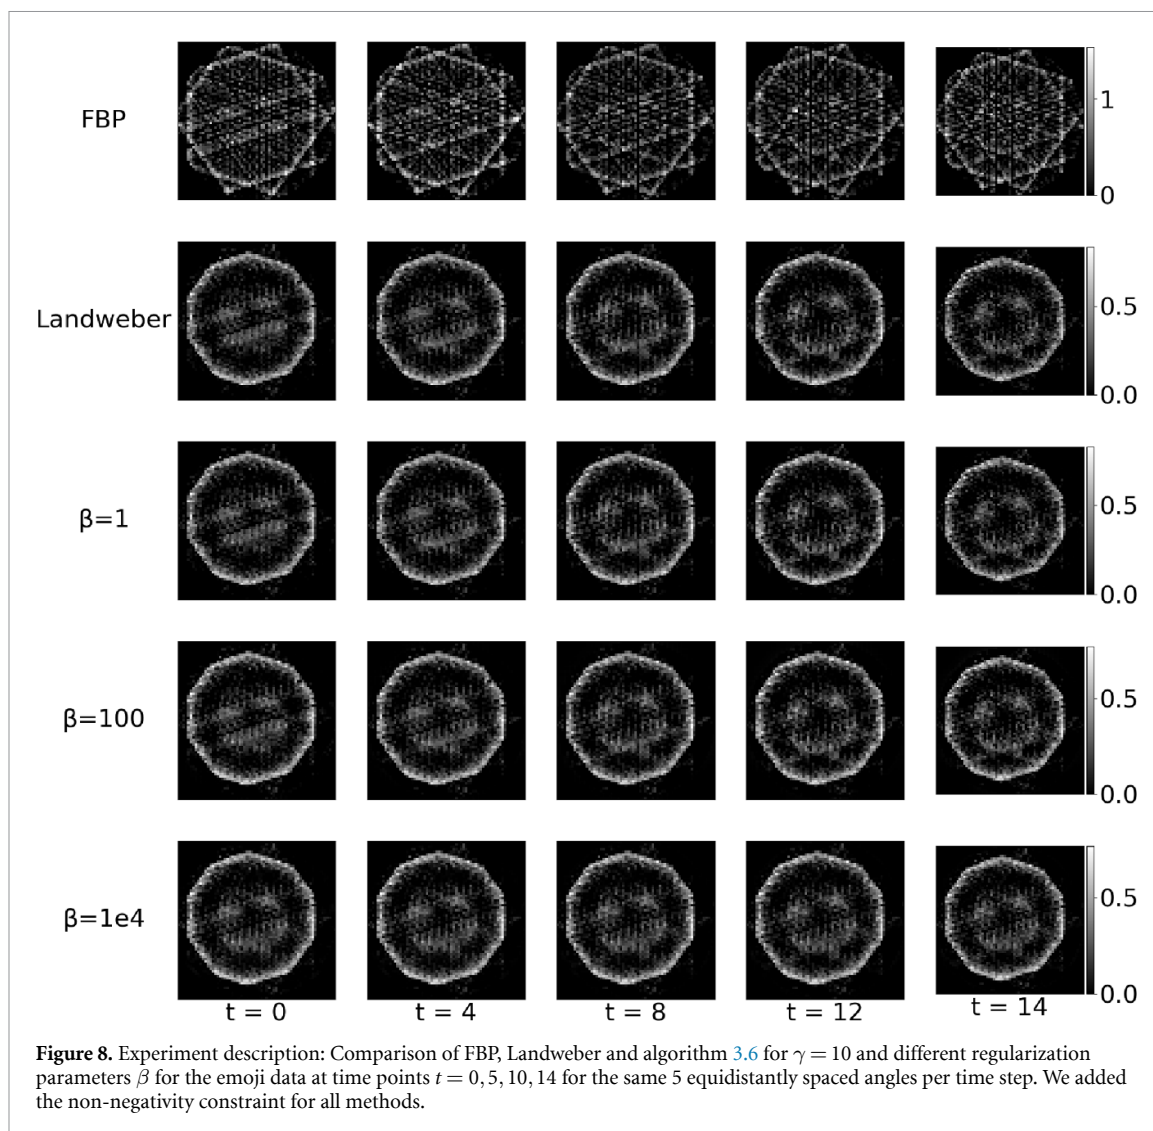 FBP
1
0
Landweber
0.5
0.0
β=1
0.5
0.0
β=100
0.5
0.0
β=1e4
0.5
0.0
t = 0 t = 4 t = 8 t = 12 t = 14
Figure 8. Experiment description: Comparison of FBP, Landweber and algorithm 3.6 for γ = 10 and different regularization
parameters β for the emoji data at time points t = 0, 5, 10, 14 for the same 5 equidistantly spaced angles per time step. We added
the non-negativity constraint for all methods.